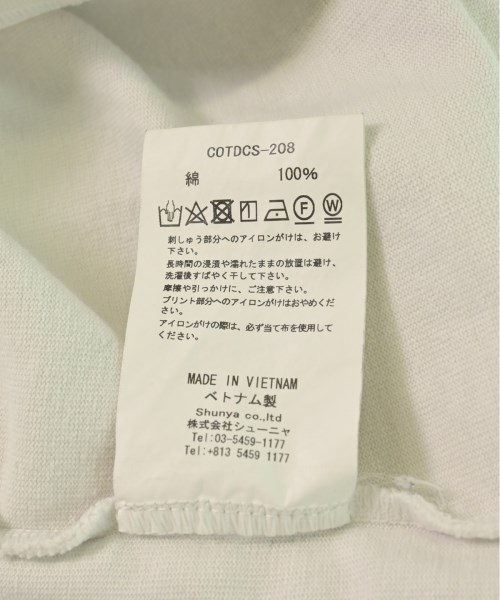 COTDCS-208
綿 100%
刺しゅう部分へのアイロンがけは、お避け
下さい。
長時間の浸漬や濡れたままの放置は避け、
洗濯後すばやく干して下さい。
摩擦や引っかけに、ご注意下さい。
プリント部分へのアイロンがけはおやめくだ
さい。
アイロンがけの際は、必ず当て布を使用して
ください。
MADE IN VIETNAM
ベトナム製
Shunya co.,ltd
株式会社シューニャ
Tel:03-5459-1177
Tel:+813 5459 1177